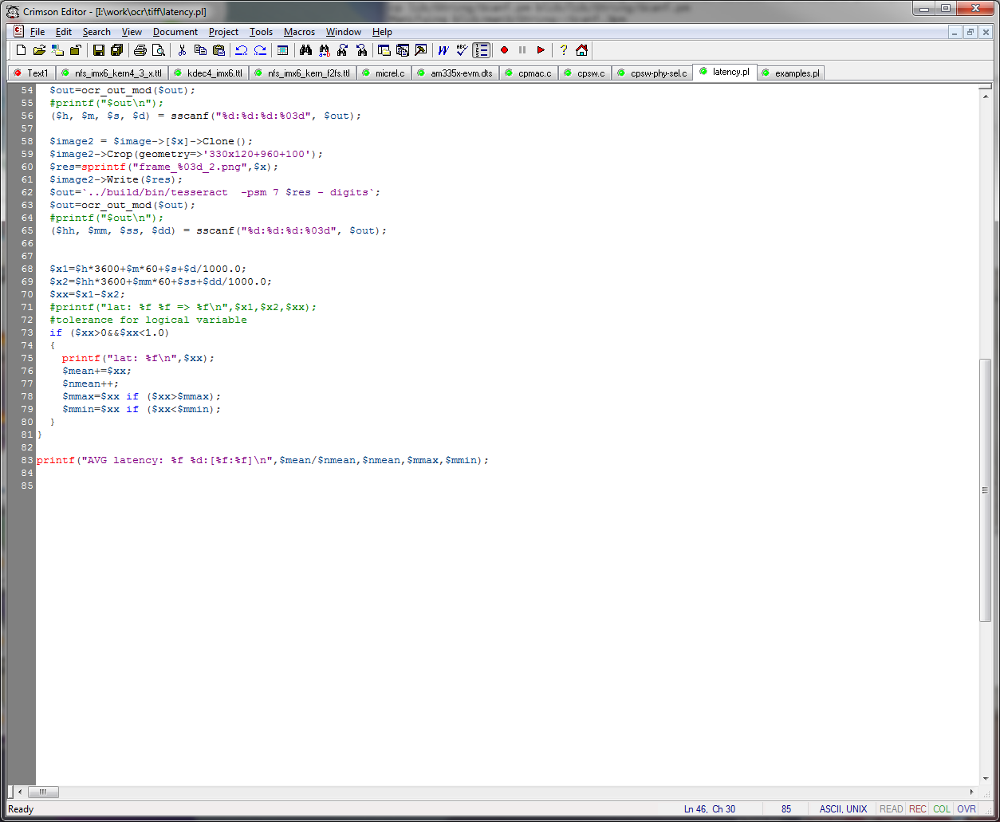 Crimson Editor - [I:\work\ocr\tiff\latency.pl]
File Edit Search View Document Project Tools Macros Window Help
Text1 nfs_imx6_kern4_3_x.ttl kdec4_imx6.ttl nfs_imx6_kern_f2fs.ttl micrel.c am335x-evm.dts cpmac.c cpsw.c cpsw-phy-sel.c latency.pl examples.pl
54 $out=ocr_out_mod($out);
55 #printf("$out\n");
56 ($h, $m, $s, $d) = sscanf("%d:%d:%d:%03d", $out);
57
58 $image2 = $image->[$x]->Clone();
59 $image2->Crop(geometry=>'330x120+960+100');
60 $res=sprintf("frame_%03d_2.png",$x);
61 $image2->Write($res);
62 $out=`../build/bin/tesseract  -psm 7 $res - digits`;
63 $out=ocr_out_mod($out);
64 #printf("$out\n");
65 ($hh, $mm, $ss, $dd) = sscanf("%d:%d:%d:%03d", $out);
66
67
68 $x1=$h*3600+$m*60+$s+$d/1000.0;
69 $x2=$hh*3600+$mm*60+$ss+$dd/1000.0;
70 $xx=$x1-$x2;
71 #printf("lat: %f %f => %f\n",$x1,$x2,$xx);
72 #tolerance for logical variable
73 if ($xx>0&&$xx<1.0)
74 {
75 printf("lat: %f\n",$xx);
76 $mean+=$xx;
77 $nmean++;
78 $mmax=$xx if ($xx>$mmax);
79 $mmin=$xx if ($xx<$mmin);
80 }
81 }
82
83 printf("AVG latency: %f %d:[%f:%f]\n",$mean/$nmean,$nmean,$mmax,$mmin);
84
85
Ready Ln 46, Ch 30 85 ASCII, UNIX READ REC COL OVR